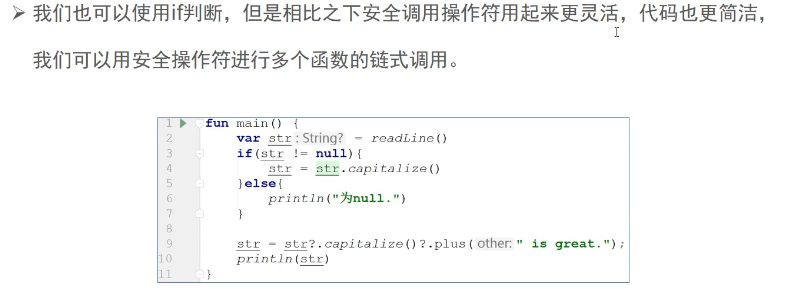 ➢ 我们也可以使用if判断，但是相比之下安全调用操作符用起来更灵活，代码也更简洁，
我们可以用安全操作符进行多个函数的链式调用。
1 fun main() {
2     var str: String? = readLine()
3     if(str != null){
4         str = str.capitalize()
5     }else{
6         println("为null.")
7     }
8
9     str = str?.capitalize()?.plus( other: " is great.");
10     println(str)
11 }